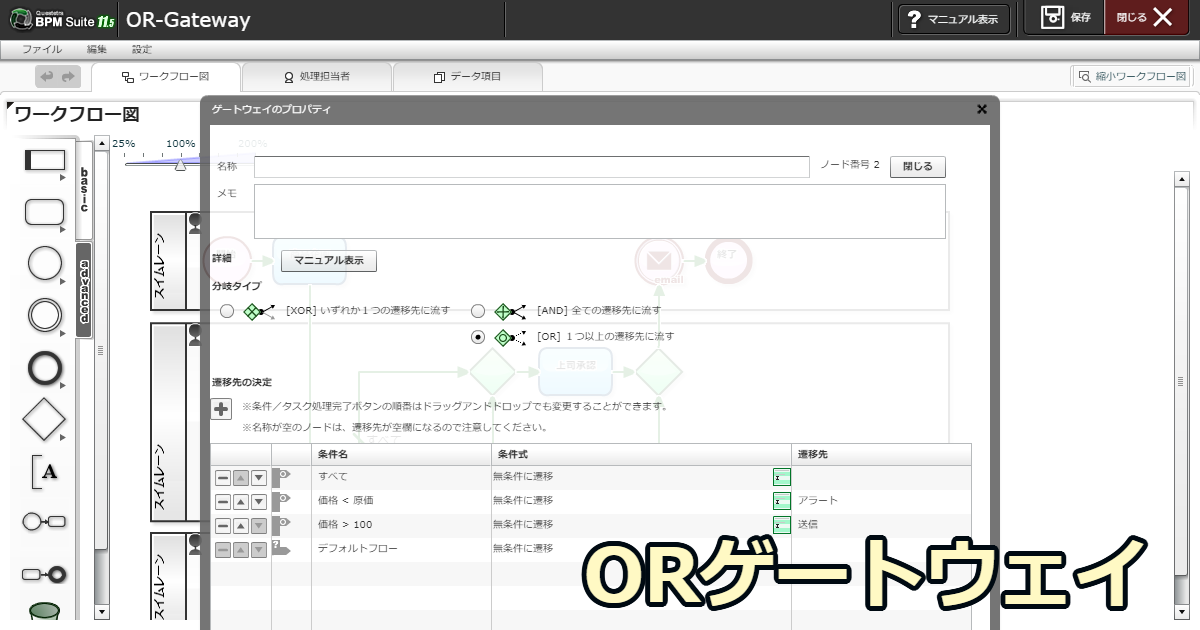 Questetra
BPM Suite 11.5
OR-Gateway
マニュアル表示
保存
閉じる
ファイル 編集 設定
ワークフロー図
処理担当者
データ項目
縮小ワークフロー図
ワークフロー図
25% 100% 200%
basic
advanced
A
スイムレーン
スイムレーン
スイムレーン
ゲートウェイのプロパティ
名称
ノード番号 2
閉じる
メモ
詳細
マニュアル表示
email
終了
分岐タイプ
[XOR] いずれか１つの遷移先に流す
[AND] 全ての遷移先に流す
[OR] １つ以上の遷移先に流す
上司承認
遷移先の決定
※条件／タスク処理完了ボタンの順番はドラッグアンドドロップでも変更することができます。
※名称が空のノードは、遷移先が空欄になるので注意してください。
すべて
条件名 条件式 遷移先
すべて 無条件に遷移
価格 < 原価 無条件に遷移 アラート
価格 > 100 無条件に遷移 送信
デフォルトフロー 無条件に遷移
ORゲートウェイ